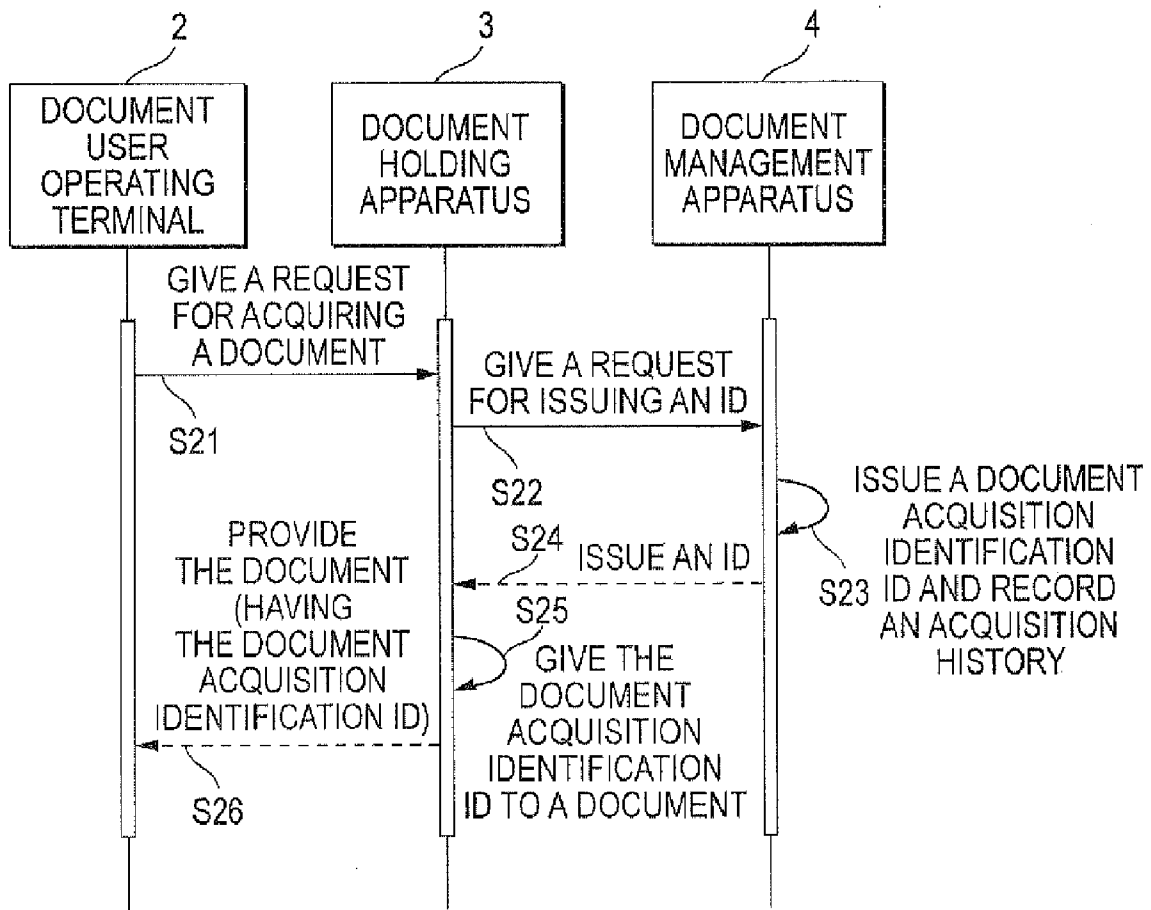 2
3
4
DOCUMENT
USER
OPERATING
TERMINAL
DOCUMENT
HOLDING
APPARATUS
DOCUMENT
MANAGEMENT
APPARATUS
GIVE A REQUEST
FOR ACQUIRING
A DOCUMENT
S21
GIVE A REQUEST
FOR ISSUING AN ID
S22
ISSUE A DOCUMENT
ACQUISITION
IDENTIFICATION
ID AND RECORD
AN ACQUISITION
HISTORY
S23
S24
ISSUE AN ID
S25
GIVE THE
DOCUMENT
ACQUISITION
IDENTIFICATION
ID TO A DOCUMENT
PROVIDE
THE DOCUMENT
(HAVING
THE DOCUMENT
ACQUISITION
IDENTIFICATION ID)
S26